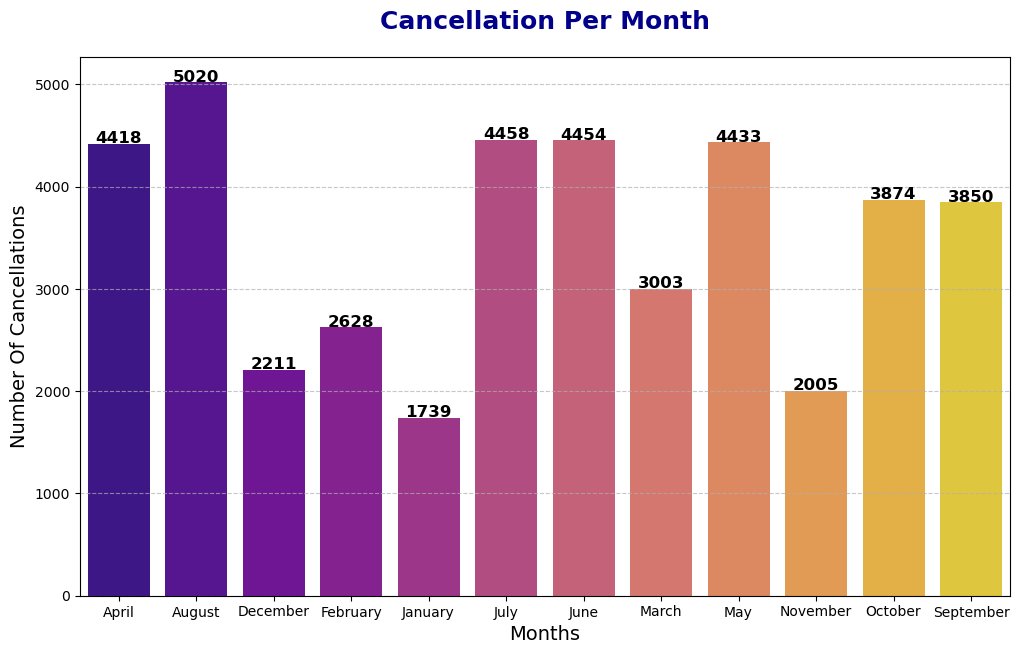 Cancellation Per Month
Number Of Cancellations
5000
4000
3000
2000
1000
0
4418
5020
2211
2628
1739
4458
4454
3003
4433
2005
3874
3850
April
August
December
February
January
July
June
March
May
November
October
September
Months